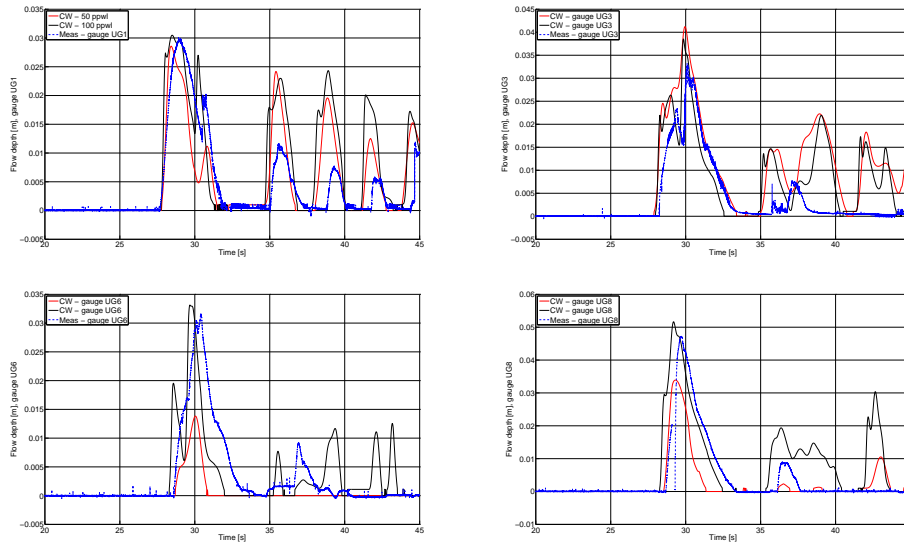 CW − 50 ppwl
CW − 100 ppwl
Meas − gauge UG1
0.035
0.03
0.025
0.02
0.015
0.01
0.005
0
−0.005
Flow depth [m], gauge UG1
20 25 30 35 40 45
Time [s]
CW − gauge UG3
CW − gauge UG3
Meas − gauge UG3
0.045
0.04
0.035
0.03
0.025
0.02
0.015
0.01
0.005
0
−0.005
Flow depth [m], gauge UG3
20 25 30 35 40
Time [s]
CW − gauge UG6
CW − gauge UG6
Meas − gauge UG6
0.035
0.03
0.025
0.02
0.015
0.01
0.005
0
−0.005
Flow depth [m], gauge UG6
20 25 30 35 40 45
Time [s]
CW − gauge UG8
CW − gauge UG8
Meas − gauge UG8
0.06
0.05
0.04
0.03
0.02
0.01
0
−0.01
Flow depth [m], gauge UG8
20 25 30 35 40
Time [s]